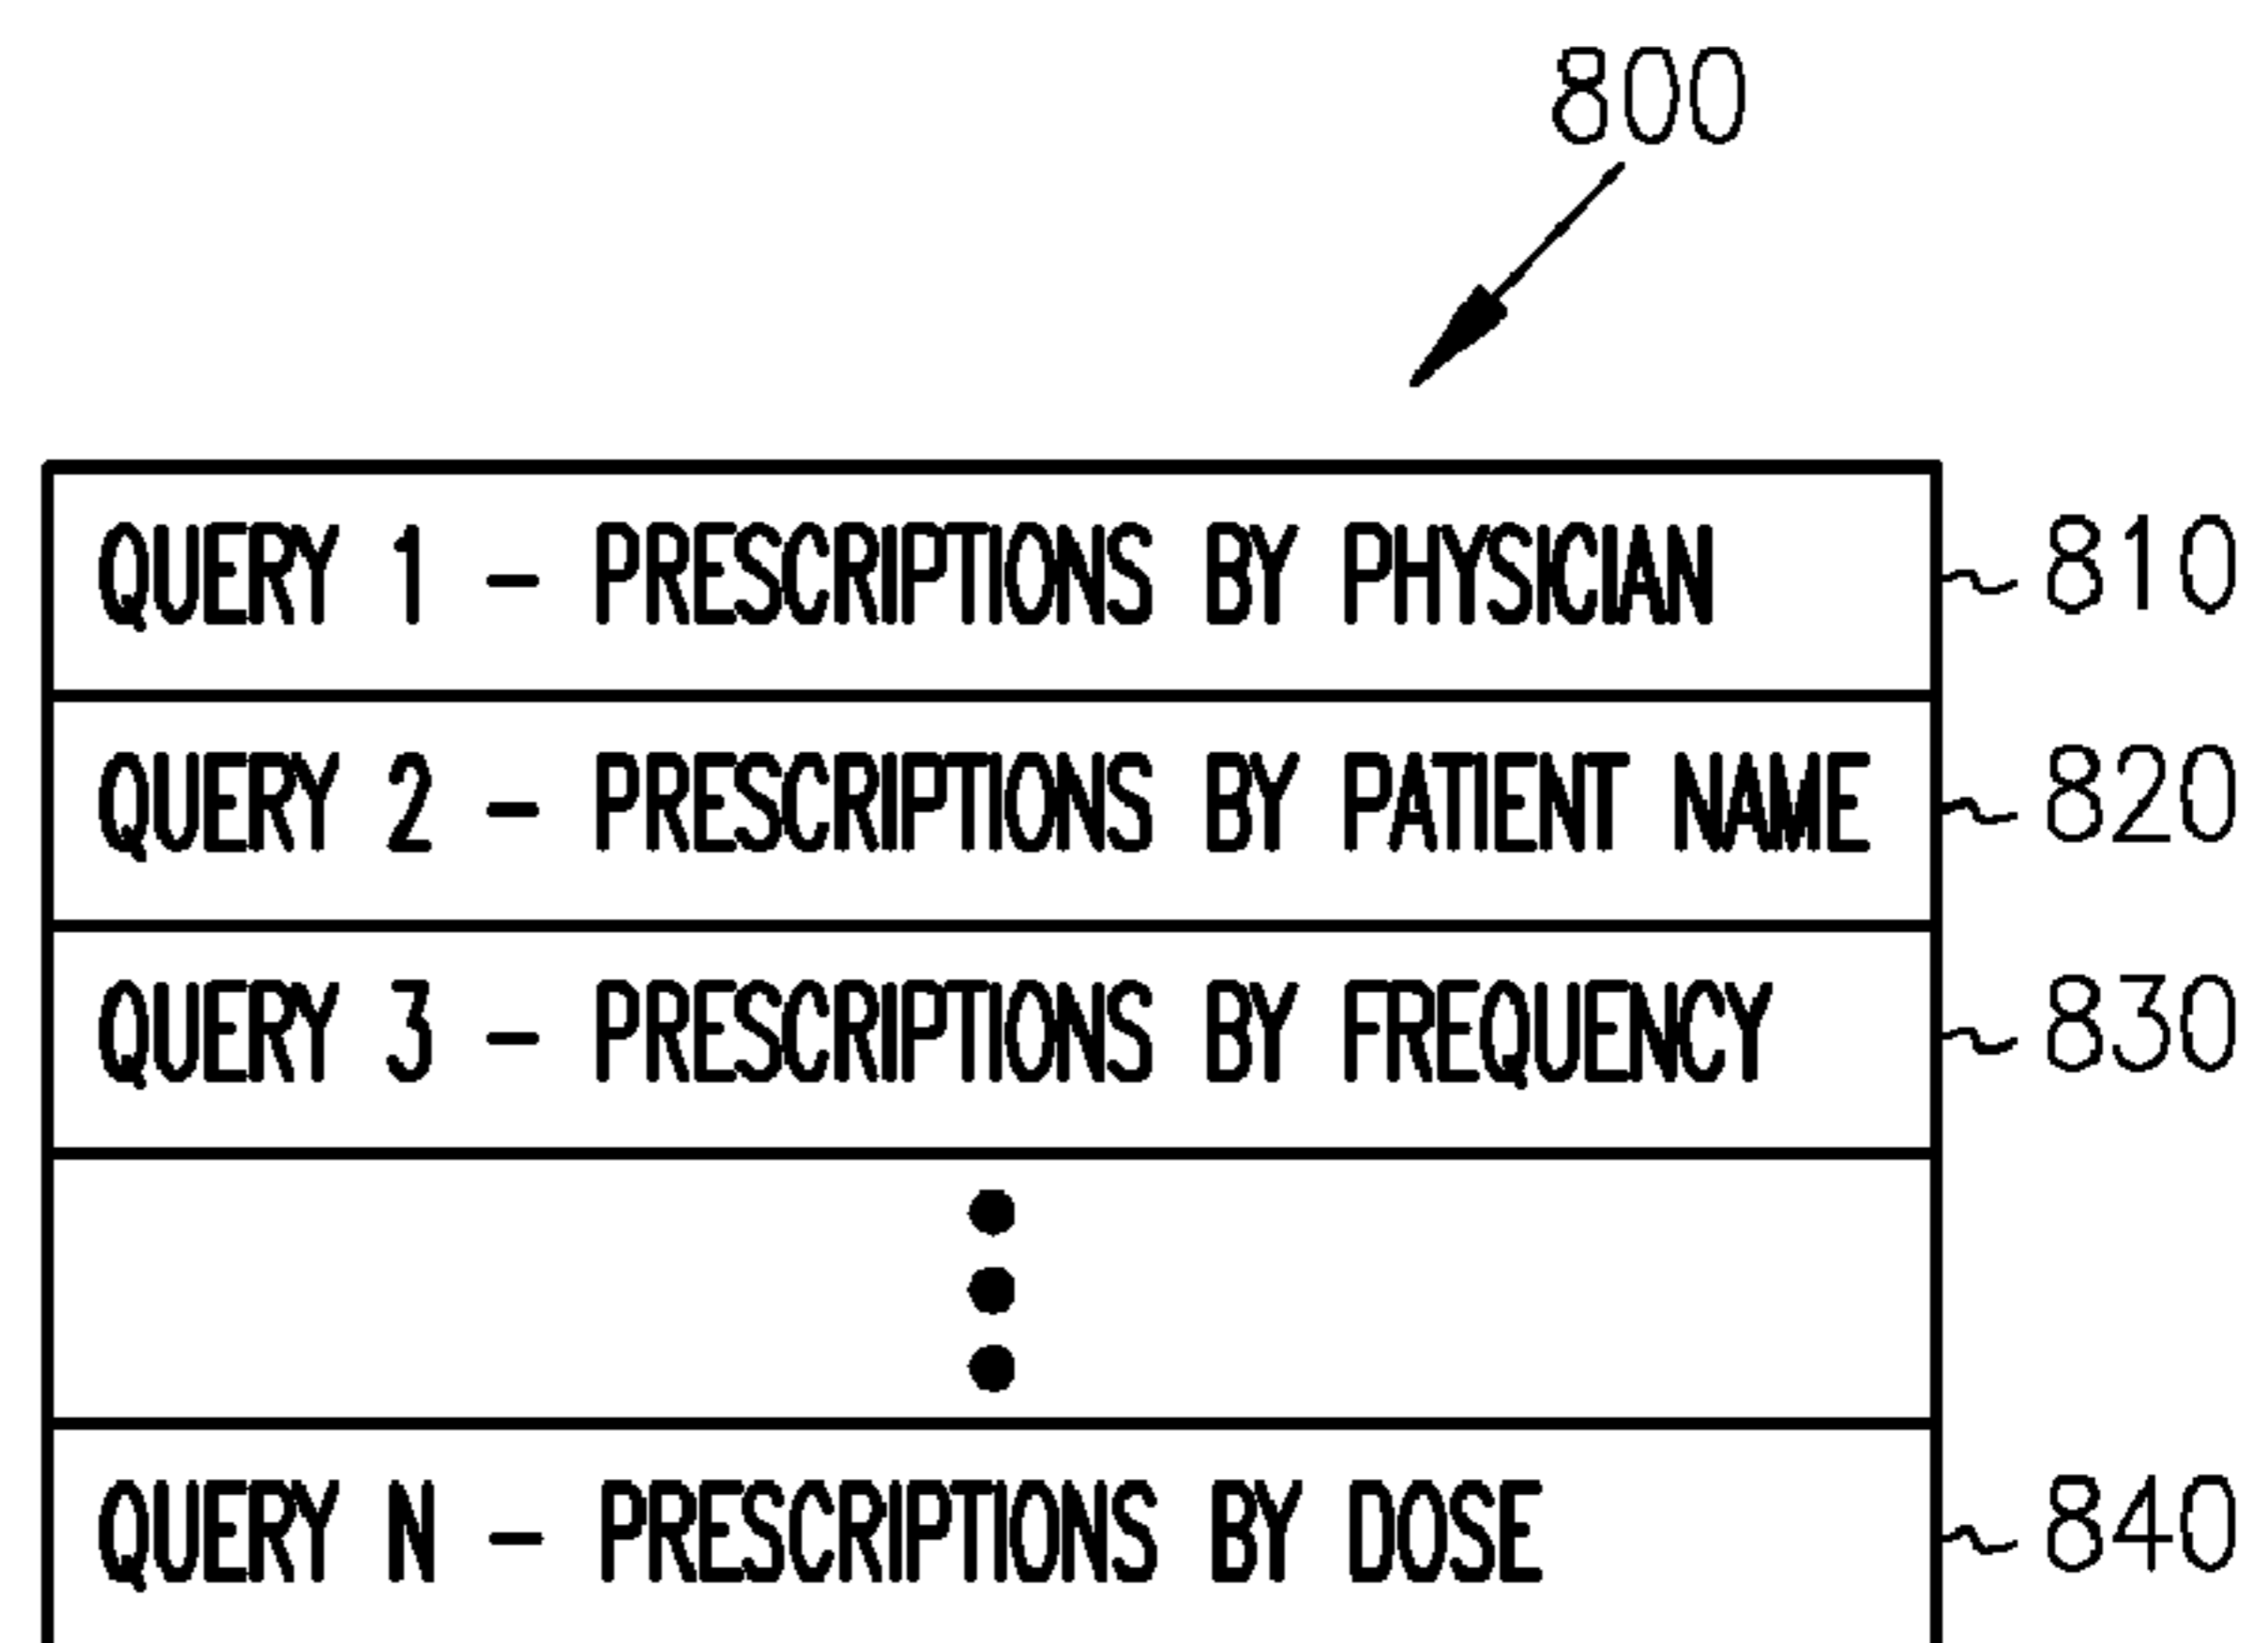 800
QUERY 1 – PRESCRIPTIONS BY PHYSICIAN 810
QUERY 2 – PRESCRIPTIONS BY PATIENT NAME 820
QUERY 3 – PRESCRIPTIONS BY FREQUENCY 830
QUERY N – PRESCRIPTIONS BY DOSE 840